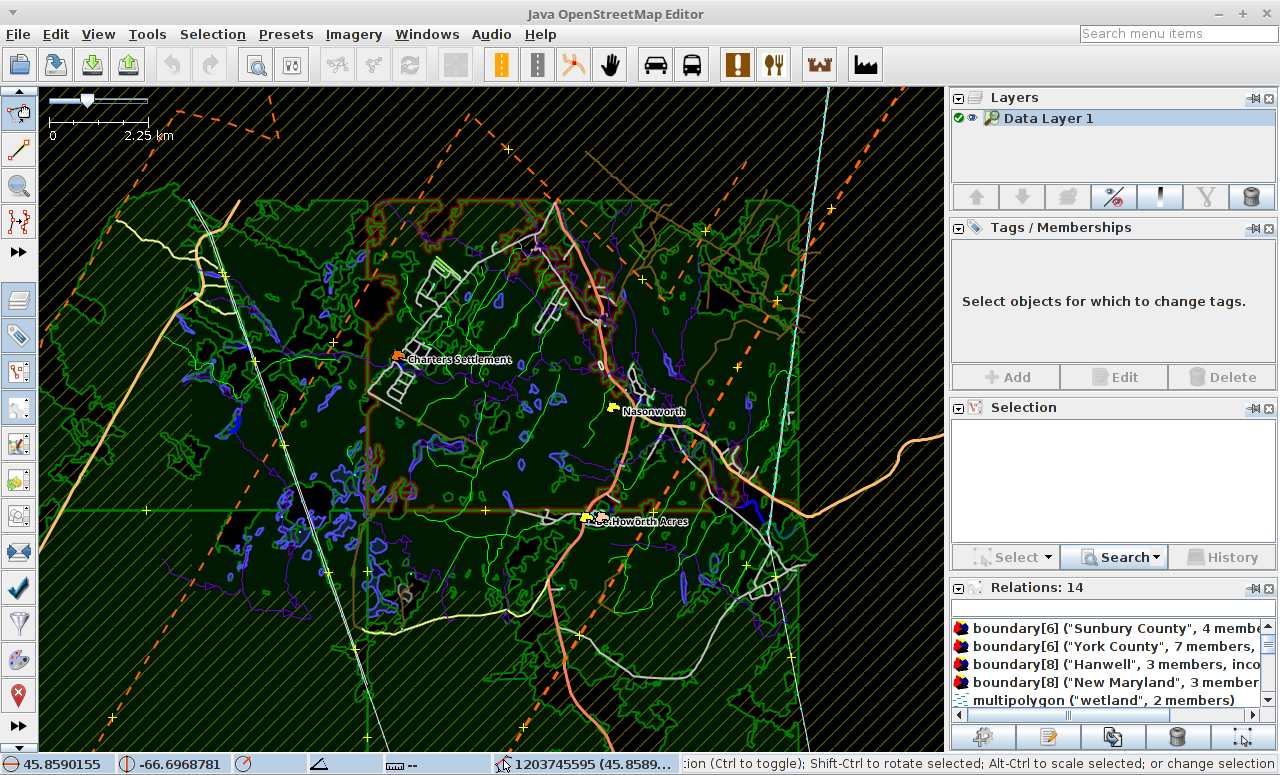 Java OpenStreetMap Editor
File Edit View Tools Selection Presets Imagery Windows Audio Help
Search menu items
0 2.25 km
Charters Settlement
Nasonworth
Howorth Acres
Layers
Data Layer 1
Tags / Memberships
Select objects for which to change tags.
Add Edit Delete
Selection
Select Search History
Relations: 14
boundary[6] ("Sunbury County", 4 membe
boundary[6] ("York County", 7 members,
boundary[8] ("Hanwell", 3 members, inco
boundary[8] ("New Maryland", 3 member
multipolygon ("wetland", 2 members)
45.8590155 -66.6968781 -- 1203745595 (45.8589... :ion (Ctrl to toggle); Shift-Ctrl to rotate selected; Alt-Ctrl to scale selected; or change selection